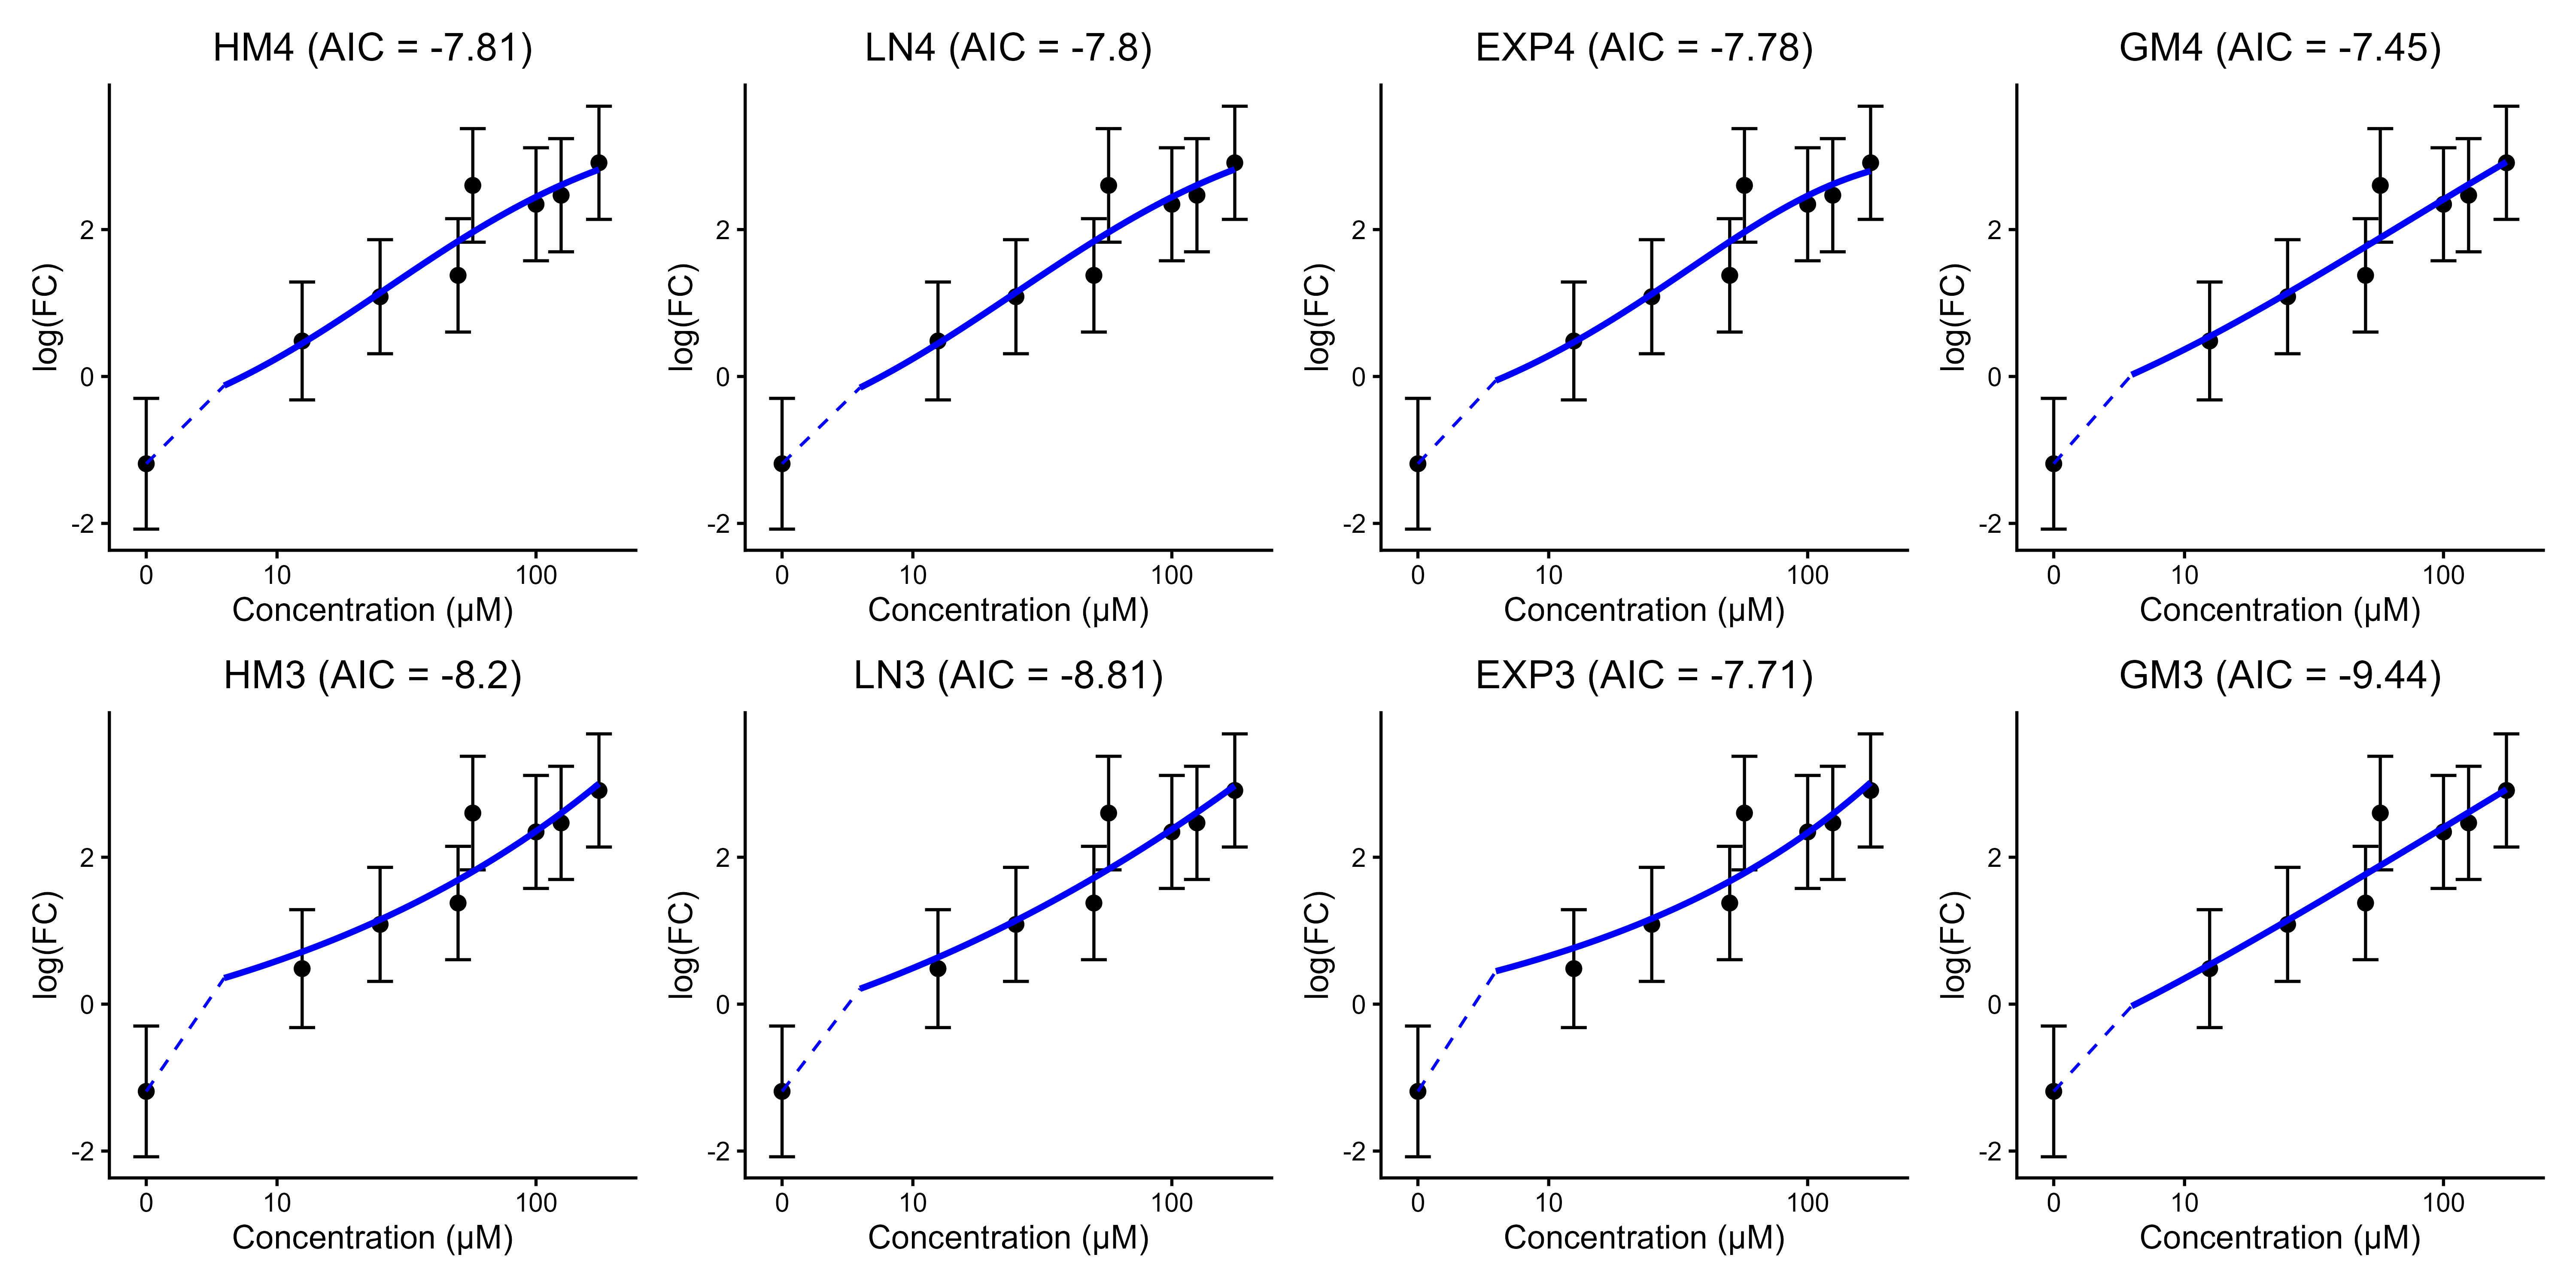 HM4 (AIC = -7.81)
log(FC)
2
0
-2
0 10 100
Concentration (µM)
LN4 (AIC = -7.8)
log(FC)
2
0
-2
0 10 100
Concentration (µM)
EXP4 (AIC = -7.78)
log(FC)
2
0
-2
0 10 100
Concentration (µM)
GM4 (AIC = -7.45)
log(FC)
2
0
-2
0 10 100
Concentration (µM)
HM3 (AIC = -8.2)
log(FC)
2
0
-2
0 10 100
Concentration (µM)
LN3 (AIC = -8.81)
log(FC)
2
0
-2
0 10 100
Concentration (µM)
EXP3 (AIC = -7.71)
log(FC)
2
0
-2
0 10 100
Concentration (µM)
GM3 (AIC = -9.44)
log(FC)
2
0
-2
0 10 100
Concentration (µM)